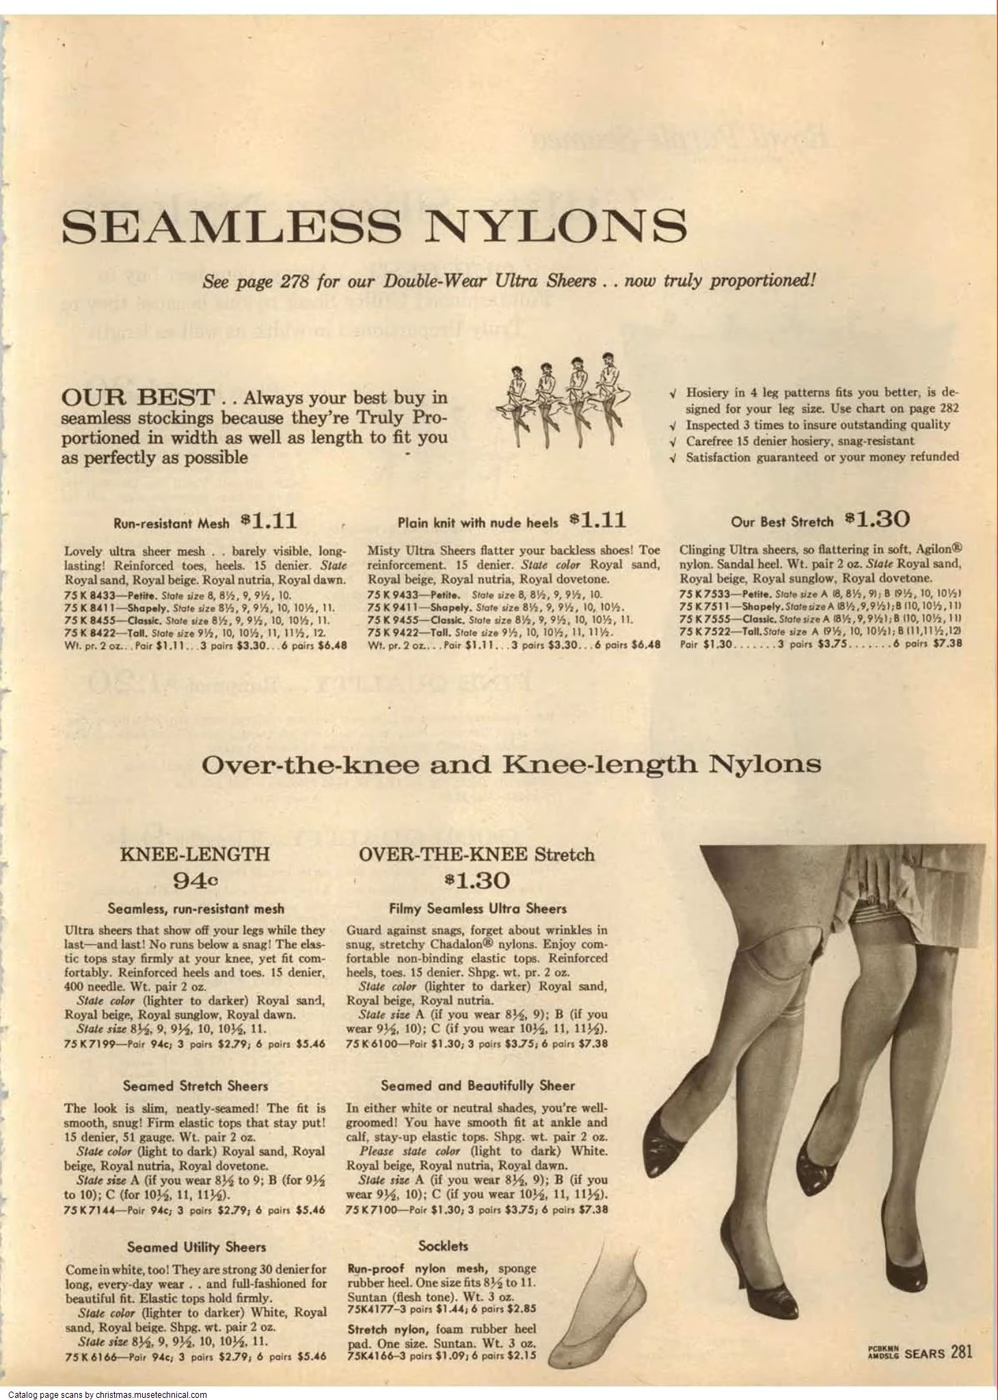 SEAMLESS NYLONS
See page 278 for our Double-Wear Ultra Sheers . . now truly proportioned!
OUR BEST . . Always your best buy in
seamless stockings because they're Truly Pro-
portioned in width as well as length to fit you
as perfectly as possible
√ Hosiery in 4 leg patterns fits you better, is de-
signed for your leg size. Use chart on page 282
√ Inspected 3 times to insure outstanding quality
√ Carefree 15 denier hosiery, snag-resistant
√ Satisfaction guaranteed or your money refunded
Run-resistant Mesh $1.11
Lovely ultra sheer mesh . . barely visible, long-
lasting! Reinforced toes, heels. 15 denier. State
Royal sand, Royal beige. Royal nutria, Royal dawn.
75 K 8433—Petite. State size 8, 8½, 9, 9½, 10.
75 K 8411—Shapely. State size 8½, 9, 9½, 10, 10½, 11.
75 K 8455—Classic. State size 8½, 9, 9½, 10, 10½, 11.
75 K 8422—Tall. State size 9½, 10, 10½, 11, 11½, 12.
Wt. pr. 2 oz...Pair $1.11...3 pairs $3.30...6 pairs $6.48
Plain knit with nude heels $1.11
Misty Ultra Sheers flatter your backless shoes! Toe
reinforcement. 15 denier. State color Royal sand,
Royal beige, Royal nutria, Royal dovetone.
75 K 9433—Petite. State size 8, 8½, 9, 9½, 10.
75 K 9411—Shapely. State size 8½, 9, 9½, 10, 10½.
75 K 9455—Classic. State size 8½, 9, 9½, 10, 10½, 11.
75 K 9422—Tall. State size 9½, 10, 10½, 11, 11½.
Wt. pr. 2 oz....Pair $1.11...3 pairs $3.30...6 pairs $6.48
Our Best Stretch $1.30
Clinging Ultra sheers, so flattering in soft, Agilon®
nylon. Sandal heel. Wt. pair 2 oz. State Royal sand,
Royal beige, Royal sunglow, Royal dovetone.
75 K 7533—Petite. State size A (8, 8½, 9); B (9½, 10, 10½)
75 K 7511—Shapely. State size A (8½, 9, 9½); B (10, 10½, 11)
75 K 7555—Classic. State size A (8½, 9, 9½); B (10, 10½, 11)
75 K 7522—Tall. State size A (9½, 10, 10½); B (11, 11½, 12)
Pair $1.30.......3 pairs $3.75.......6 pairs $7.38
Over-the-knee and Knee-length Nylons
KNEE-LENGTH
94c
Seamless, run-resistant mesh
Ultra sheers that show off your legs while they
last—and last! No runs below a snag! The elas-
tic tops stay firmly at your knee, yet fit com-
fortably. Reinforced heels and toes. 15 denier,
400 needle. Wt. pair 2 oz.
State color (lighter to darker) Royal sand,
Royal beige, Royal sunglow, Royal dawn.
State size 8½, 9, 9½, 10, 10½, 11.
75 K 7199—Pair 94c; 3 pairs $2.79; 6 pairs $5.46
Seamed Stretch Sheers
The look is slim, neatly-seamed! The fit is
smooth, snug! Firm elastic tops that stay put!
15 denier, 51 gauge. Wt. pair 2 oz.
State color (light to dark) Royal sand, Royal
beige, Royal nutria, Royal dovetone.
State size A (if you wear 8½ to 9; B (for 9½
to 10); C (for 10½, 11, 11½).
75 K 7144—Pair 94c; 3 pairs $2.79; 6 pairs $5.46
Seamed Utility Sheers
Come in white, too! They are strong 30 denier for
long, every-day wear . . and full-fashioned for
beautiful fit. Elastic tops hold firmly.
State color (lighter to darker) White, Royal
sand, Royal beige. Shpg. wt. pair 2 oz.
State size 8½, 9, 9½, 10, 10½, 11.
75 K 6166—Pair 94c; 3 pairs $2.79; 6 pairs $5.46
OVER-THE-KNEE Stretch
$1.30
Filmy Seamless Ultra Sheers
Guard against snags, forget about wrinkles in
snug, stretchy Chadalon® nylons. Enjoy com-
fortable non-binding elastic tops. Reinforced
heels, toes. 15 denier. Shpg. wt. pr. 2 oz.
State color (lighter to darker) Royal sand,
Royal beige, Royal nutria.
State size A (if you wear 8½, 9); B (if you
wear 9½, 10); C (if you wear 10½, 11, 11½).
75 K 6100—Pair $1.30; 3 pairs $3.75; 6 pairs $7.38
Seamed and Beautifully Sheer
In either white or neutral shades, you're well-
groomed! You have smooth fit at ankle and
calf, stay-up elastic tops. Shpg. wt. pair 2 oz.
Please state color (light to dark) White.
Royal beige, Royal nutria, Royal dawn.
State size A (if you wear 8½, 9); B (if you
wear 9½, 10); C (if you wear 10½, 11, 11½).
75 K 7100—Pair $1.30; 3 pairs $3.75; 6 pairs $7.38
Socklets
Run-proof nylon mesh, sponge
rubber heel. One size fits 8½ to 11.
Suntan (flesh tone). Wt. 3 oz.
75K4177-3 pairs $1.44; 6 pairs $2.85
Stretch nylon, foam rubber heel
pad. One size. Suntan. Wt. 3 oz.
75K4166-3 pairs $1.09; 6 pairs $2.15
PCBKMN
AMDSLG SEARS 281
Catalog page scans by christmas.musetechnical.com